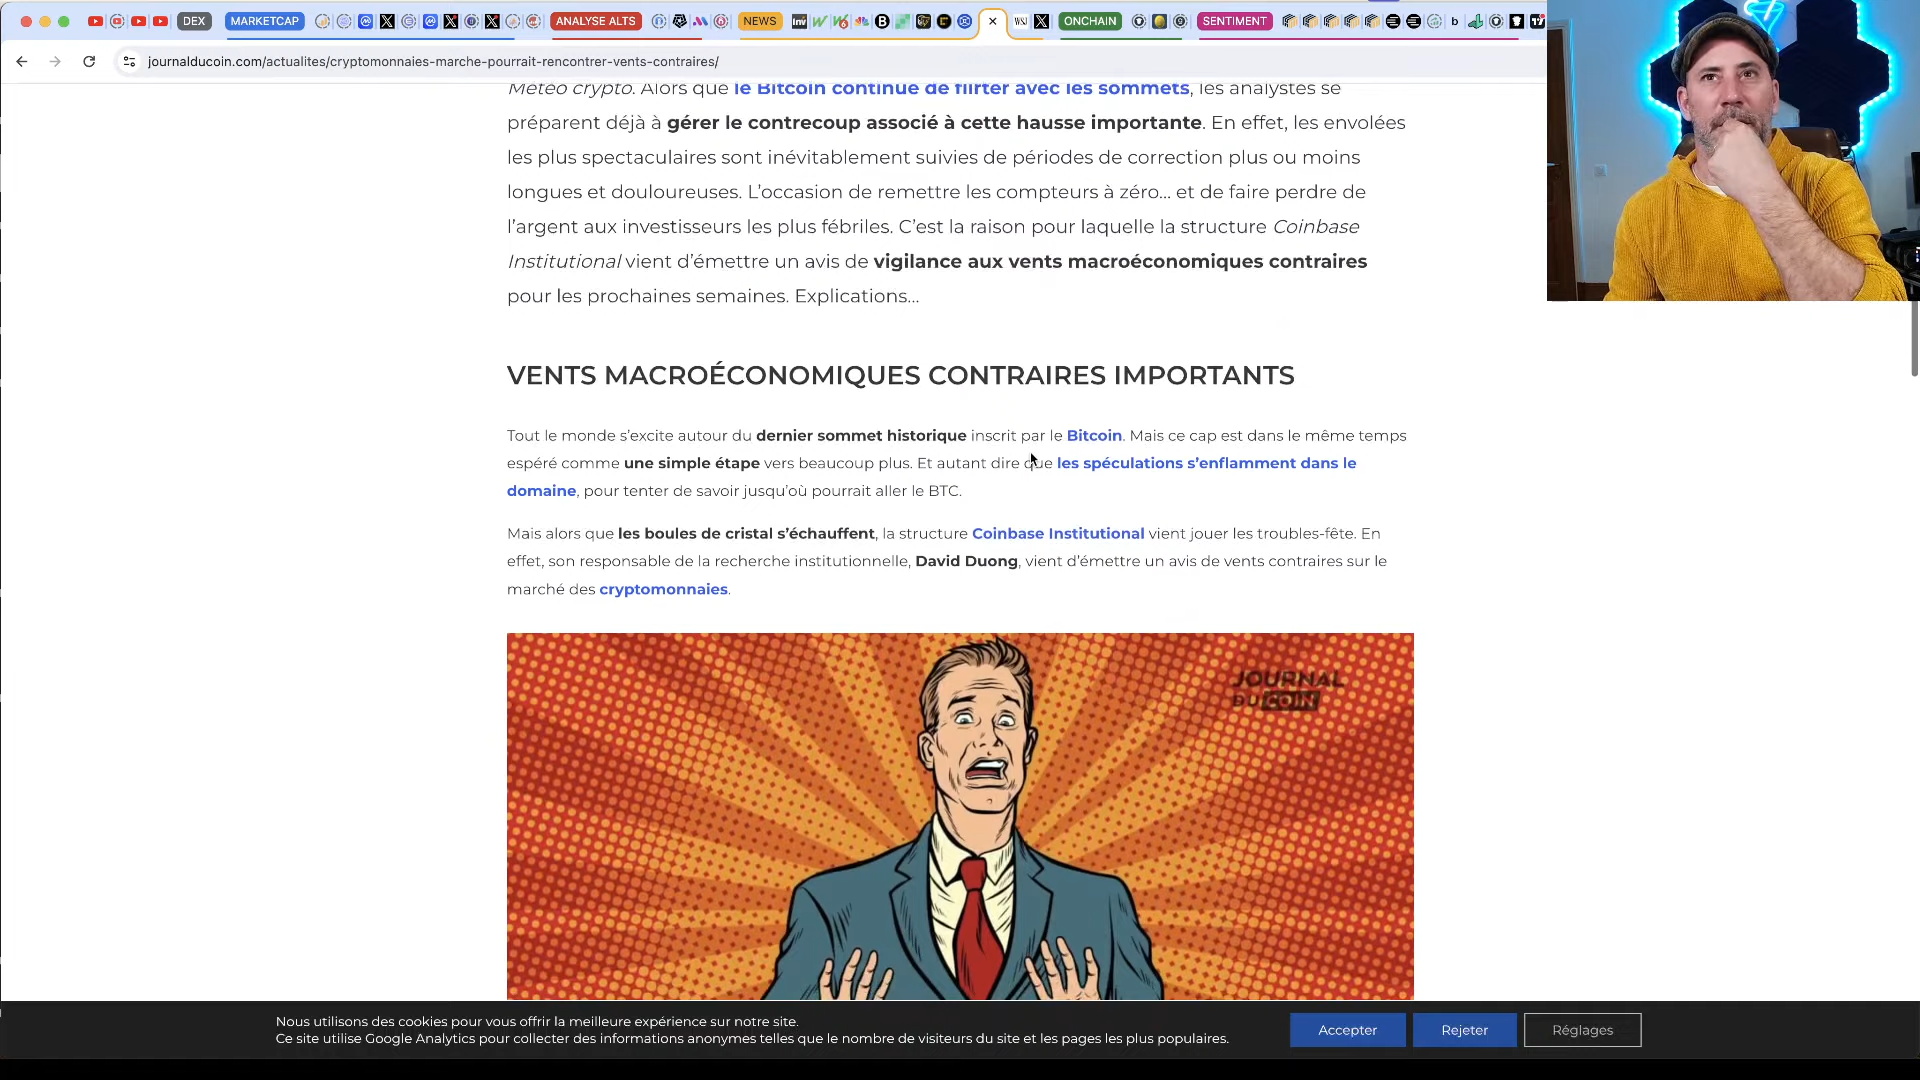 DEX
MARKETCAP
ANALYSE ALTS
NEWS
ONCHAIN
SENTIMENT
journalducoin.com/actualites/cryptomonnaies-marche-pourrait-rencontrer-vents-contraires/
Météo crypto. Alors que le Bitcoin continue de flirter avec les sommets, les analystes se
préparent déjà à gérer le contrecoup associé à cette hausse importante. En effet, les envolées
les plus spectaculaires sont inévitablement suivies de périodes de correction plus ou moins
longues et douloureuses. L’occasion de remettre les compteurs à zéro… et de faire perdre de
l’argent aux investisseurs les plus fébriles. C’est la raison pour laquelle la structure Coinbase
Institutional vient d’émettre un avis de vigilance aux vents macroéconomiques contraires
pour les prochaines semaines. Explications…
VENTS MACROÉCONOMIQUES CONTRAIRES IMPORTANTS
Tout le monde s’excite autour du dernier sommet historique inscrit par le Bitcoin. Mais ce cap est dans le même temps
espéré comme une simple étape vers beaucoup plus. Et autant dire que les spéculations s’enflamment dans le
domaine, pour tenter de savoir jusqu’où pourrait aller le BTC.
Mais alors que les boules de cristal s’échauffent, la structure Coinbase Institutional vient jouer les troubles-fête. En
effet, son responsable de la recherche institutionnelle, David Duong, vient d’émettre un avis de vents contraires sur le
marché des cryptomonnaies.
JOURNAL
DU COIN
Nous utilisons des cookies pour vous offrir la meilleure expérience sur notre site.
Ce site utilise Google Analytics pour collecter des informations anonymes telles que le nombre de visiteurs du site et les pages les plus populaires.
Accepter
Rejeter
Réglages